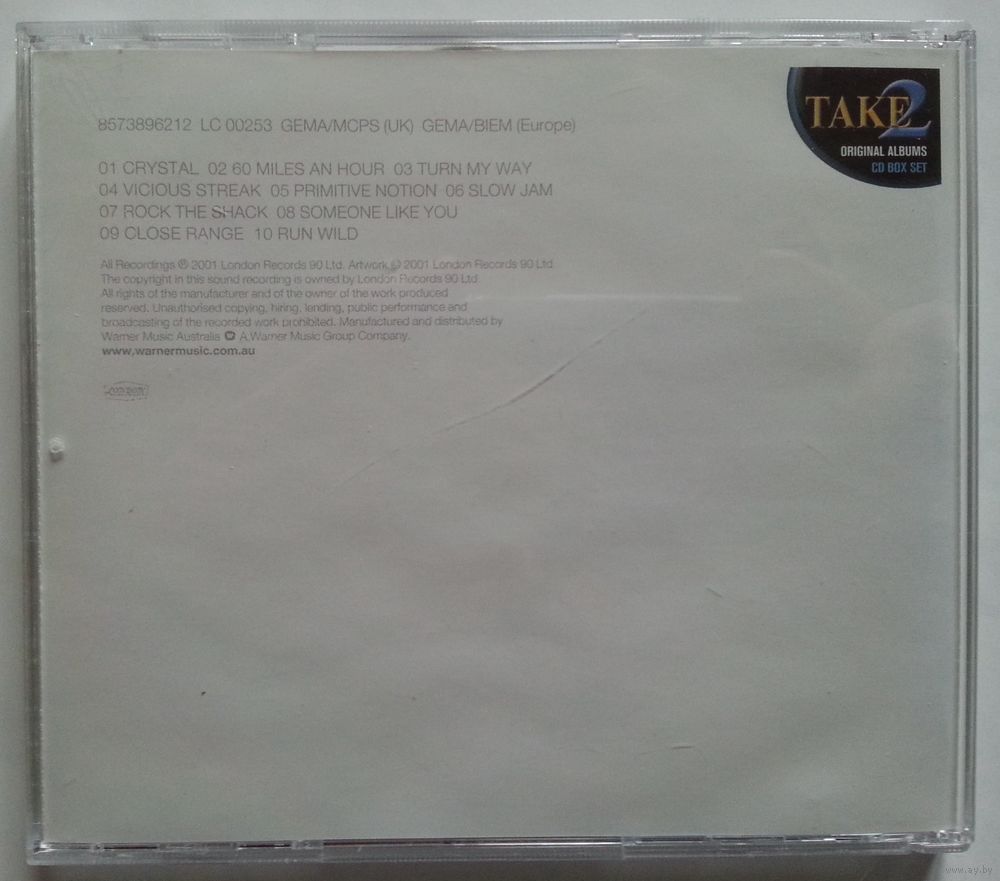 TAKE 2
ORIGINAL ALBUMS
CD BOX SET
8573896212 LC 00253 GEMA/MCPS (UK) GEMA/BIEM (Europe)
01 CRYSTAL 02 60 MILES AN HOUR 03 TURN MY WAY
04 VICIOUS STREAK 05 PRIMITIVE NOTION 06 SLOW JAM
07 ROCK THE SHACK 08 SOMEONE LIKE YOU
09 CLOSE RANGE 10 RUN WILD
All Recordings ℗ 2001 London Records 90 Ltd. Artwork © 2001 London Records 90 Ltd
The copyright in this sound recording is owned by London Records 90 Ltd
All rights of the manufacturer and of the owner of the work produced
reserved. Unauthorised copying, hiring, lending, public performance and
broadcasting of the recorded work prohibited. Manufactured and distributed by
Warner Music Australia A Warner Music Group Company.
www.warnermusic.com.au
www.ay.by